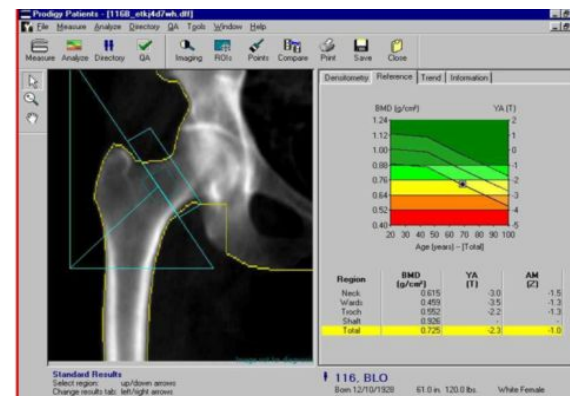 Prodigy Patients - [116B_etkj4d7wh.dff]
File Measure Analyze Directory QA Tools Window Help
Measure Analyze Directory QA Imaging ROIs Points Compare Print Save Close
Densitometry Reference Trend Information
BMD (g/cm²) YA (T)
1.24 2
1.12 1
1.00 0
0.88 -1
0.76 -2
0.64 -3
0.52 -4
0.40 -5
20 30 40 50 60 70 80 90 100
Age (years) - [Total]
Region BMD (g/cm²) YA (T) AM (Z)
Neck 0.615 -3.0 -1.5
Wards 0.459 -3.5 -1.3
Troch 0.552 -2.2 -1.3
Shaft 0.926 - -
Total 0.725 -2.3 -1.0
Image not for diagnosis
Standard Results
Select region: up/down arrows
Change results tab: left/right arrows
116, BLO
Born 12/10/1928 61.0 in. 120.0 lbs. White Female